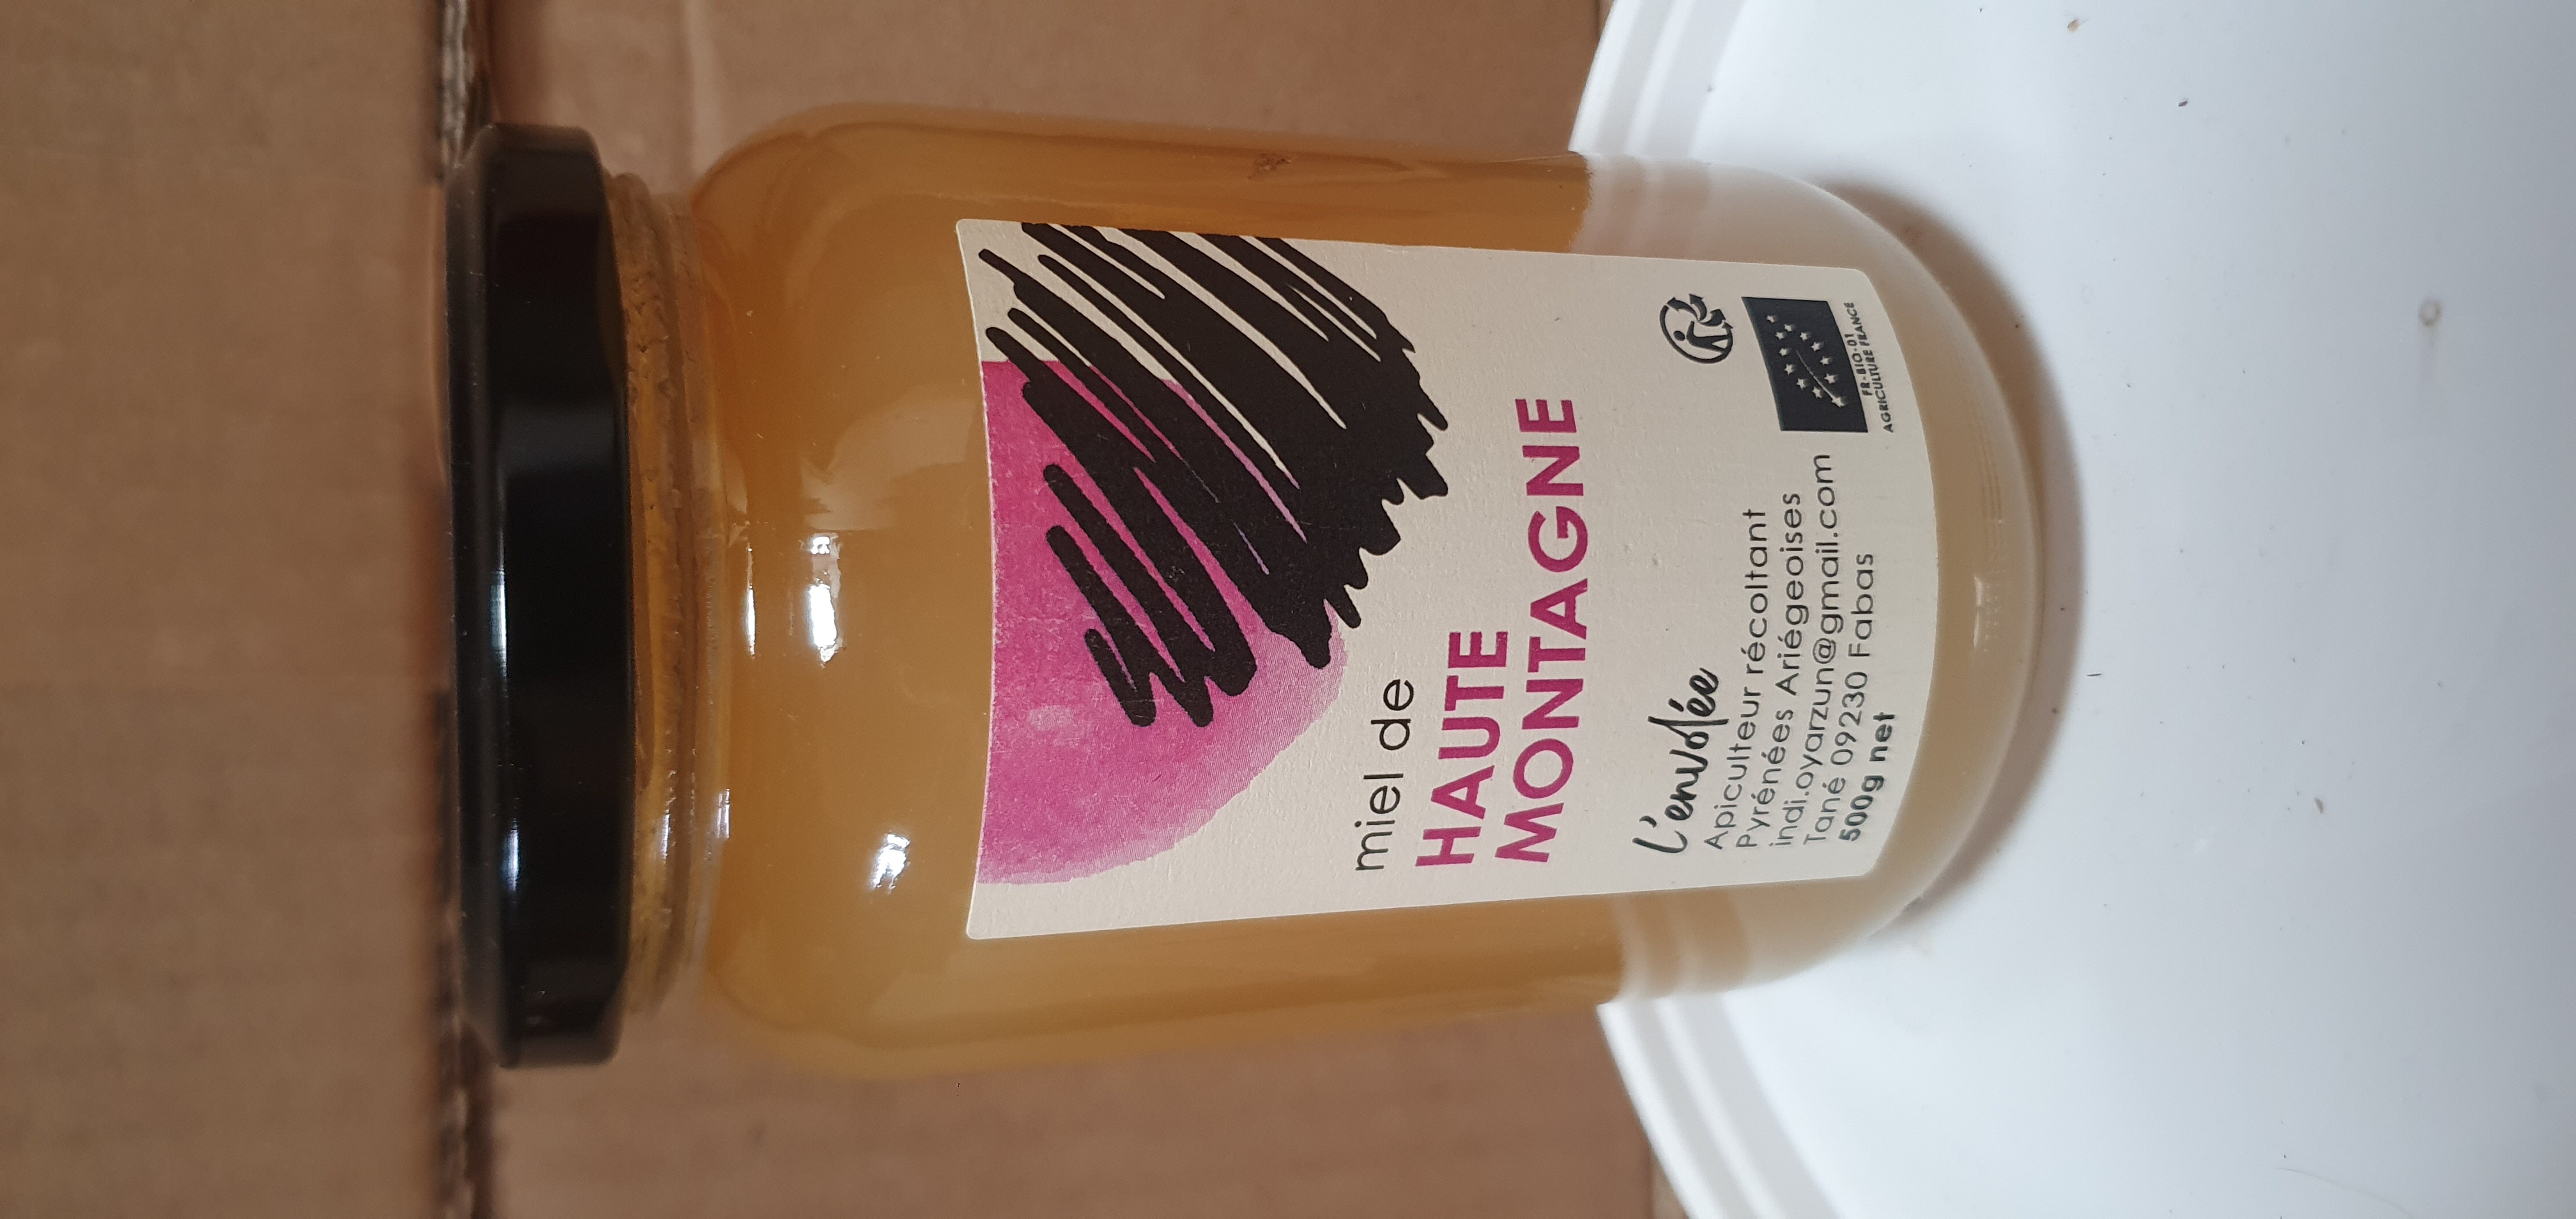 miel de
HAUTE
MONTAGNE
L'envolée
Apiculteur récoltant
Pyrénées Ariégeoises
indi.oyarzun@gmail.com
Tané 09230 Fabas
500g net
FR-BIO-01
AGRICULTURE FRANCE